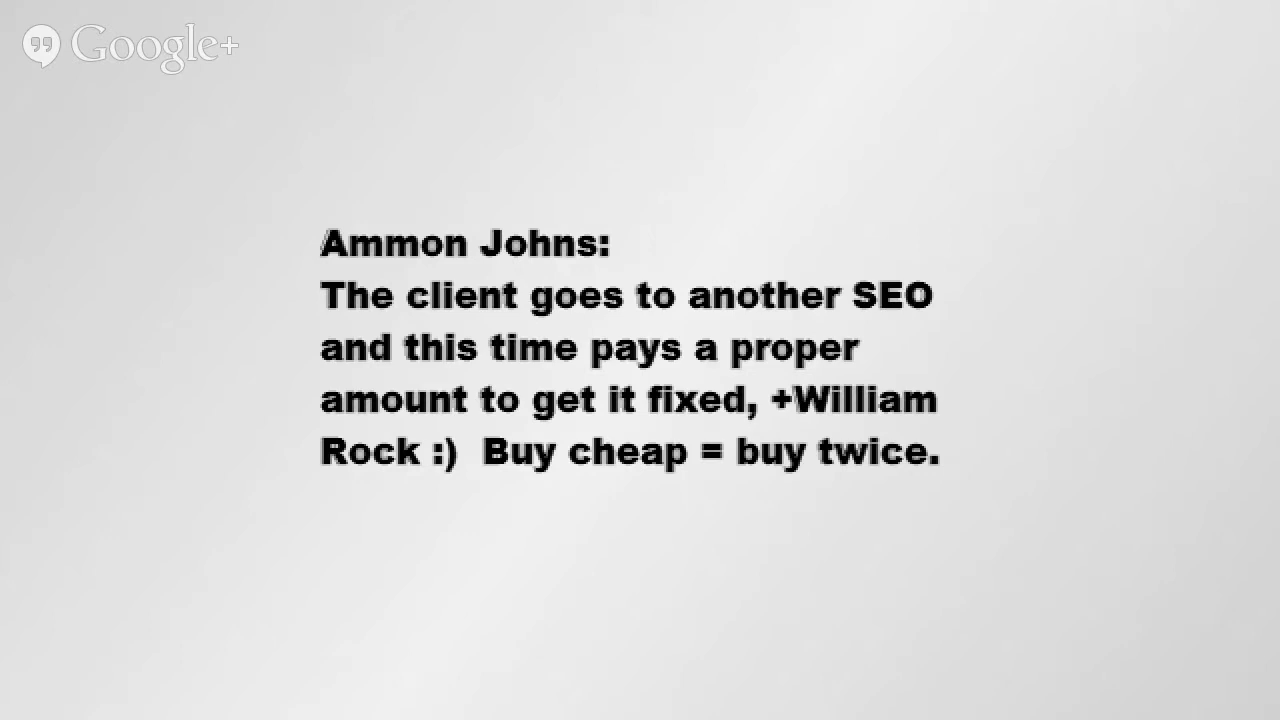 Google+
Ammon Johns:
The client goes to another SEO
and this time pays a proper
amount to get it fixed, +William
Rock :)  Buy cheap = buy twice.